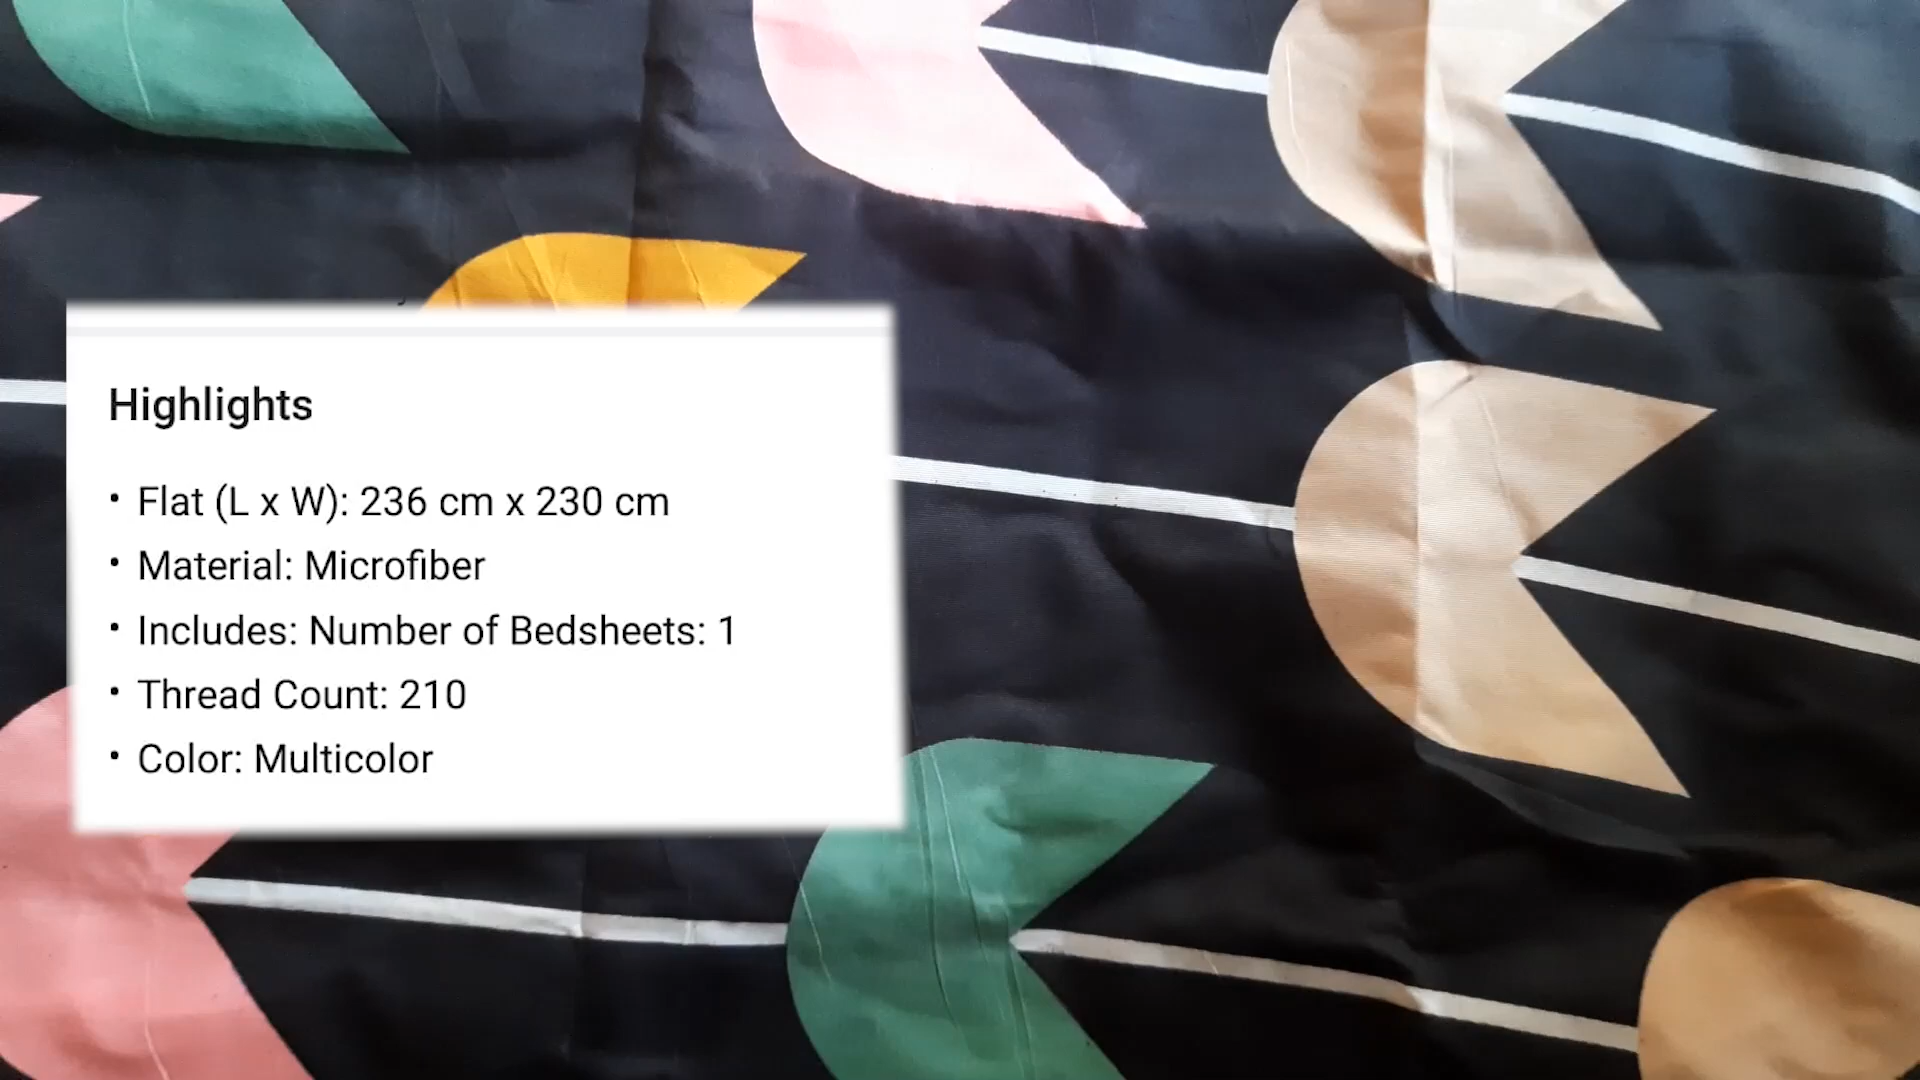 Highlights
• Flat (L x W): 236 cm x 230 cm
• Material: Microfiber
• Includes: Number of Bedsheets: 1
• Thread Count: 210
• Color: Multicolor